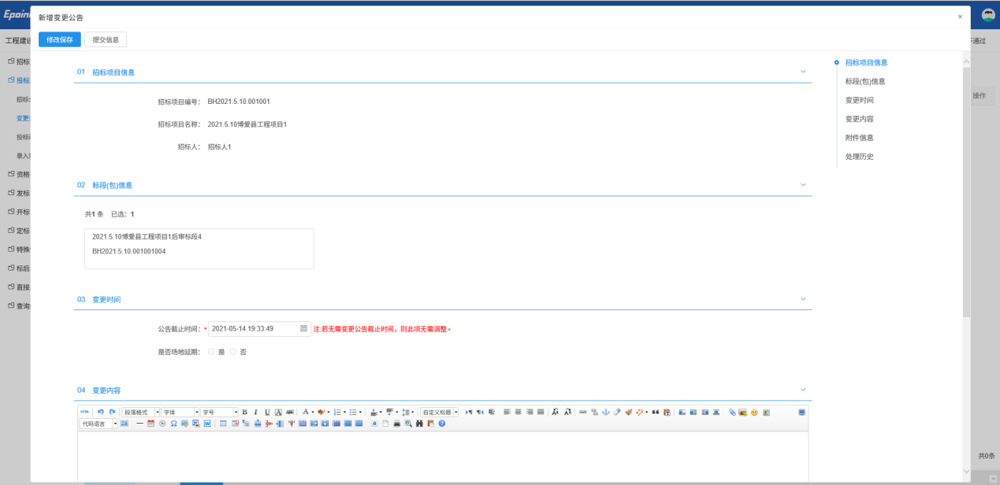 新增变更公告
×
修改保存 提交信息
工程建设
招标
投标
招标
变更
投标
录入
资格
发标
开标
定标
特殊
标后
直接
查询
01 招标项目信息
招标项目编号： BH2021.5.10.001001
招标项目名称： 2021.5.10博爱县工程项目1
招标人： 招标人1
02 标段(包)信息
共1 条 已选：1
2021.5.10博爱县工程项目1后审标段4
BH2021.5.10.001001004
03 变更时间
公告截止时间：* 2021-05-14 19:33:49 注:若无需变更公告截止时间，则此项无需调整。
是否场地延期： 是 否
04 变更内容
HTML 段落格式 字体 字号 B I U A ABC 自定义标题
代码语言
招标项目信息
标段(包)信息
变更时间
变更内容
附件信息
处理历史
不通过
操作
共0条